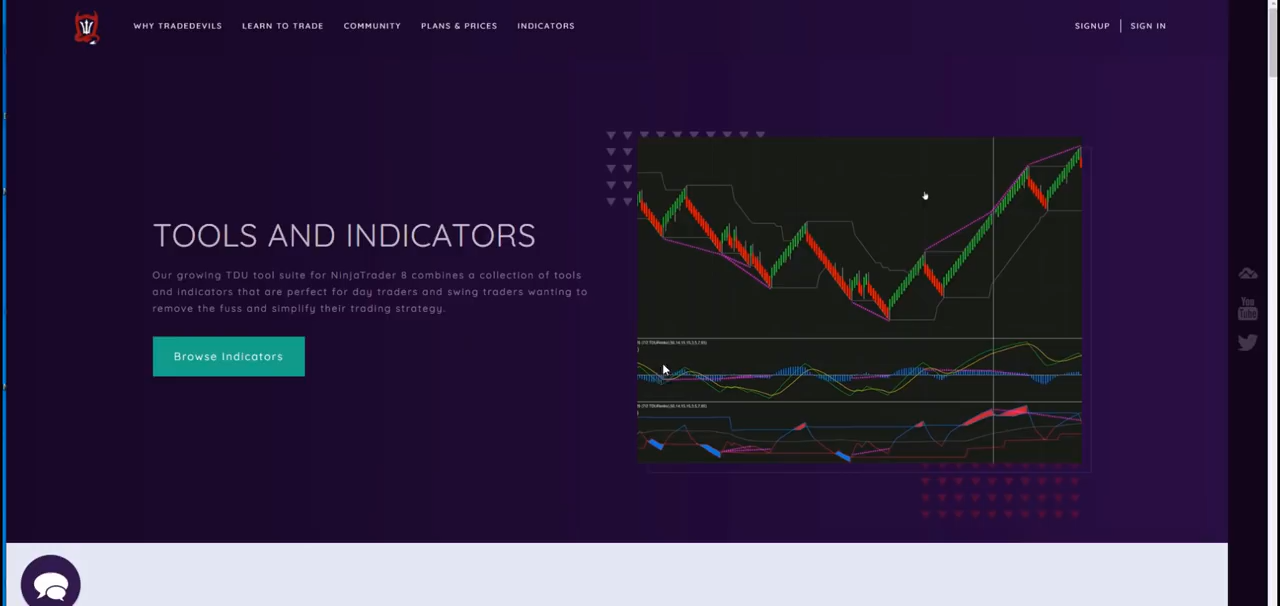 WHY TRADEDEVILS LEARN TO TRADE COMMUNITY PLANS & PRICES INDICATORS SIGNUP SIGN IN
TOOLS AND INDICATORS
Our growing TDU tool suite for NinjaTrader 8 combines a collection of tools
and indicators that are perfect for day traders and swing traders wanting to
remove the fuss and simplify their trading strategy.
Browse Indicators
You
Tube